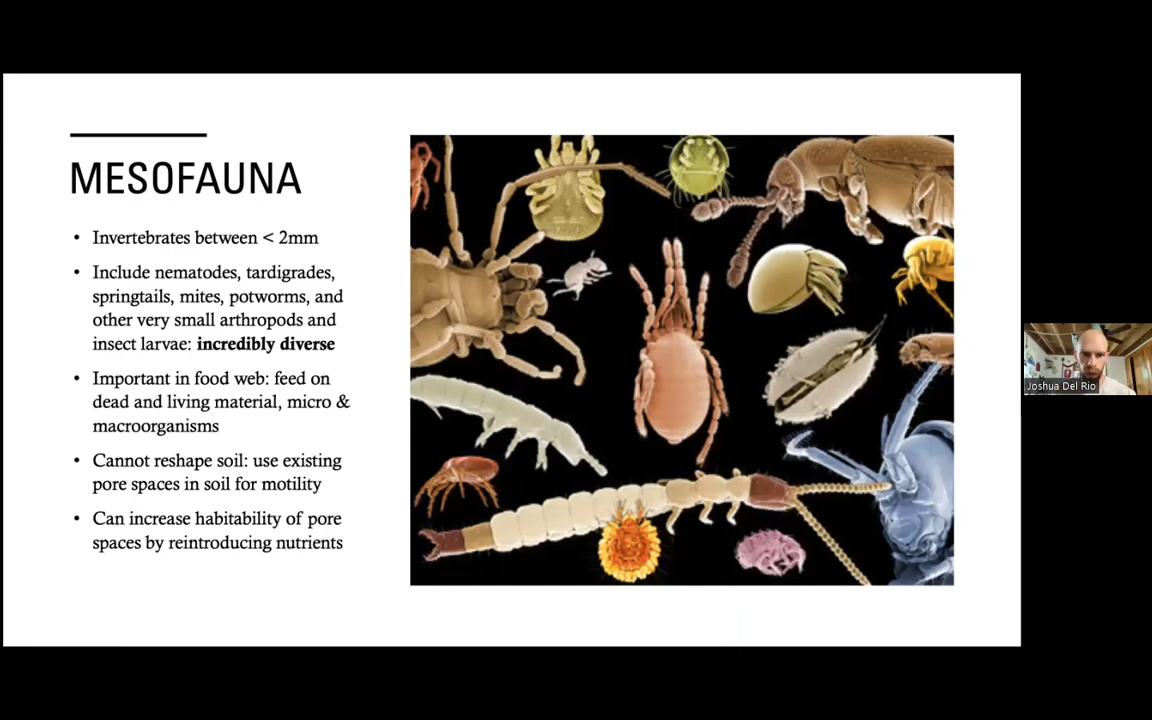 MESOFAUNA
• Invertebrates between < 2mm
• Include nematodes, tardigrades,
springtails, mites, potworms, and
other very small arthropods and
insect larvae: incredibly diverse
• Important in food web: feed on
dead and living material, micro &
macroorganisms
• Cannot reshape soil: use existing
pore spaces in soil for motility
• Can increase habitability of pore
spaces by reintroducing nutrients
Joshua Del Rio